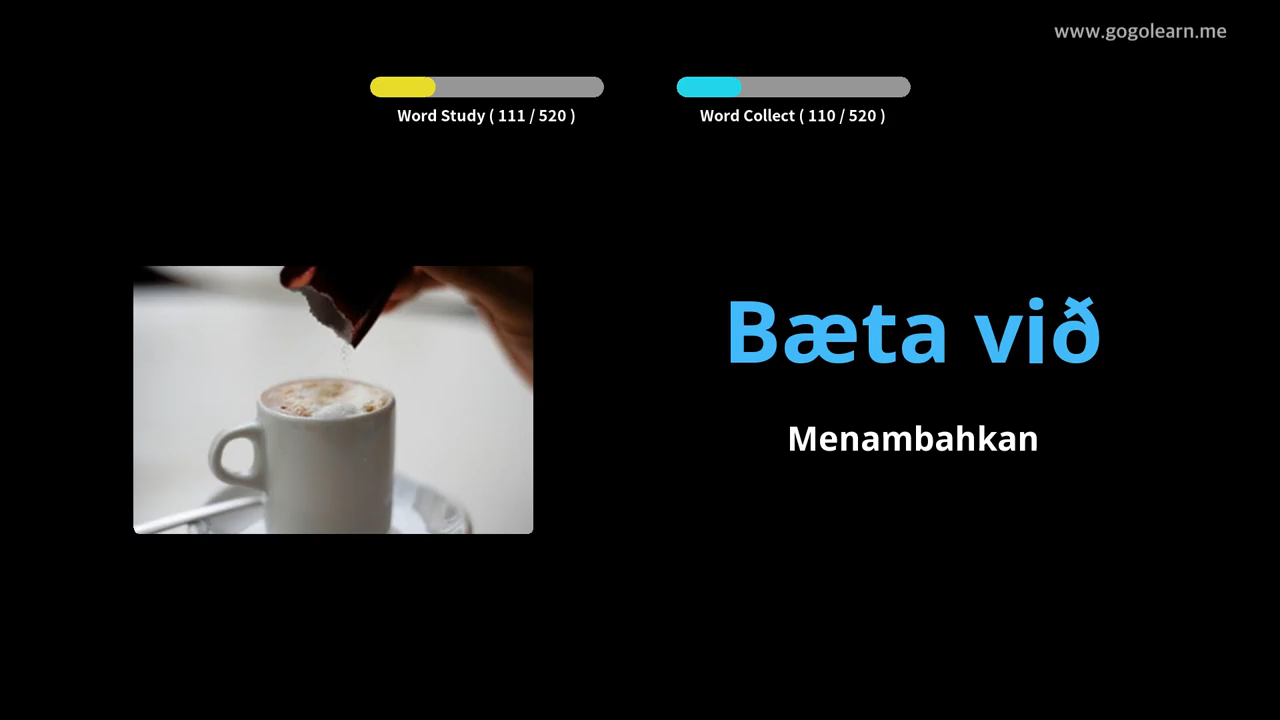 www.gogolearn.me
Word Study ( 111 / 520 )
Word Collect ( 110 / 520 )
Bæta við
Menambahkan